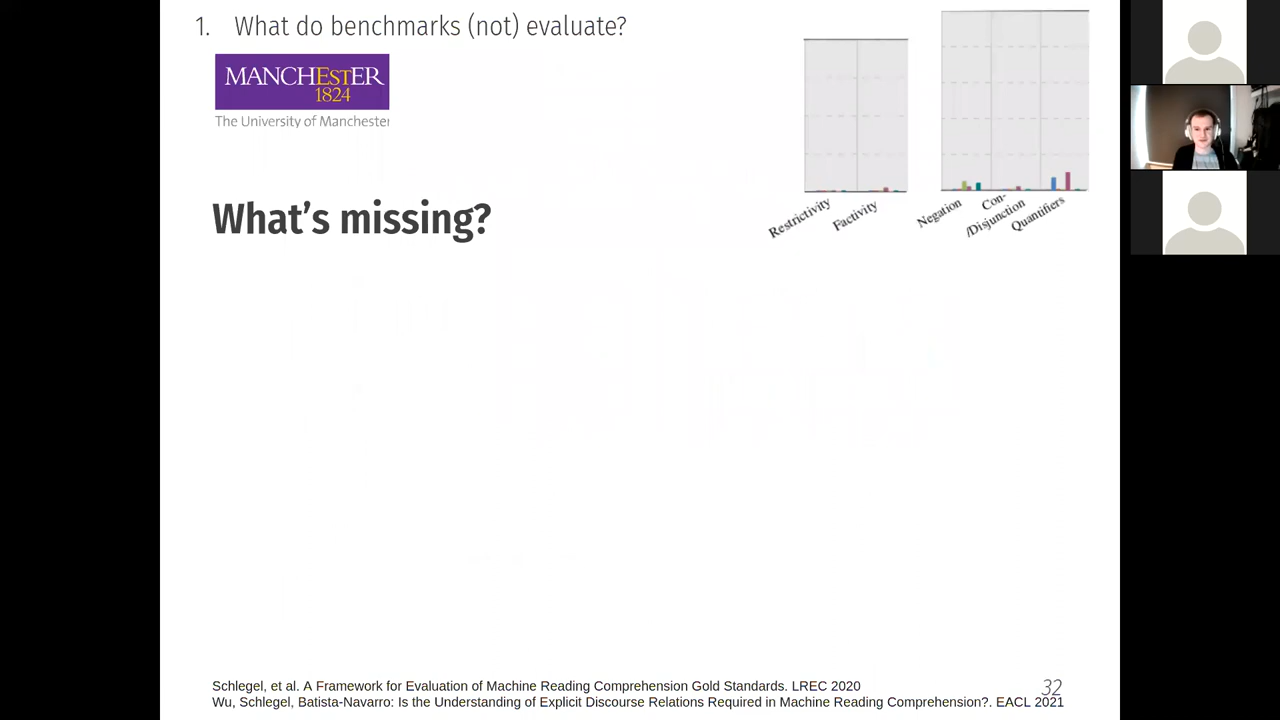 1. What do benchmarks (not) evaluate?
MANCHEstER
1824
The University of Manchester
What's missing?
Restrictivity
Factivity
Negation
Con-
/Disjunction
Quantifiers
Schlegel, et al. A Framework for Evaluation of Machine Reading Comprehension Gold Standards. LREC 2020
Wu, Schlegel, Batista-Navarro: Is the Understanding of Explicit Discourse Relations Required in Machine Reading Comprehension?. EACL 2021
32